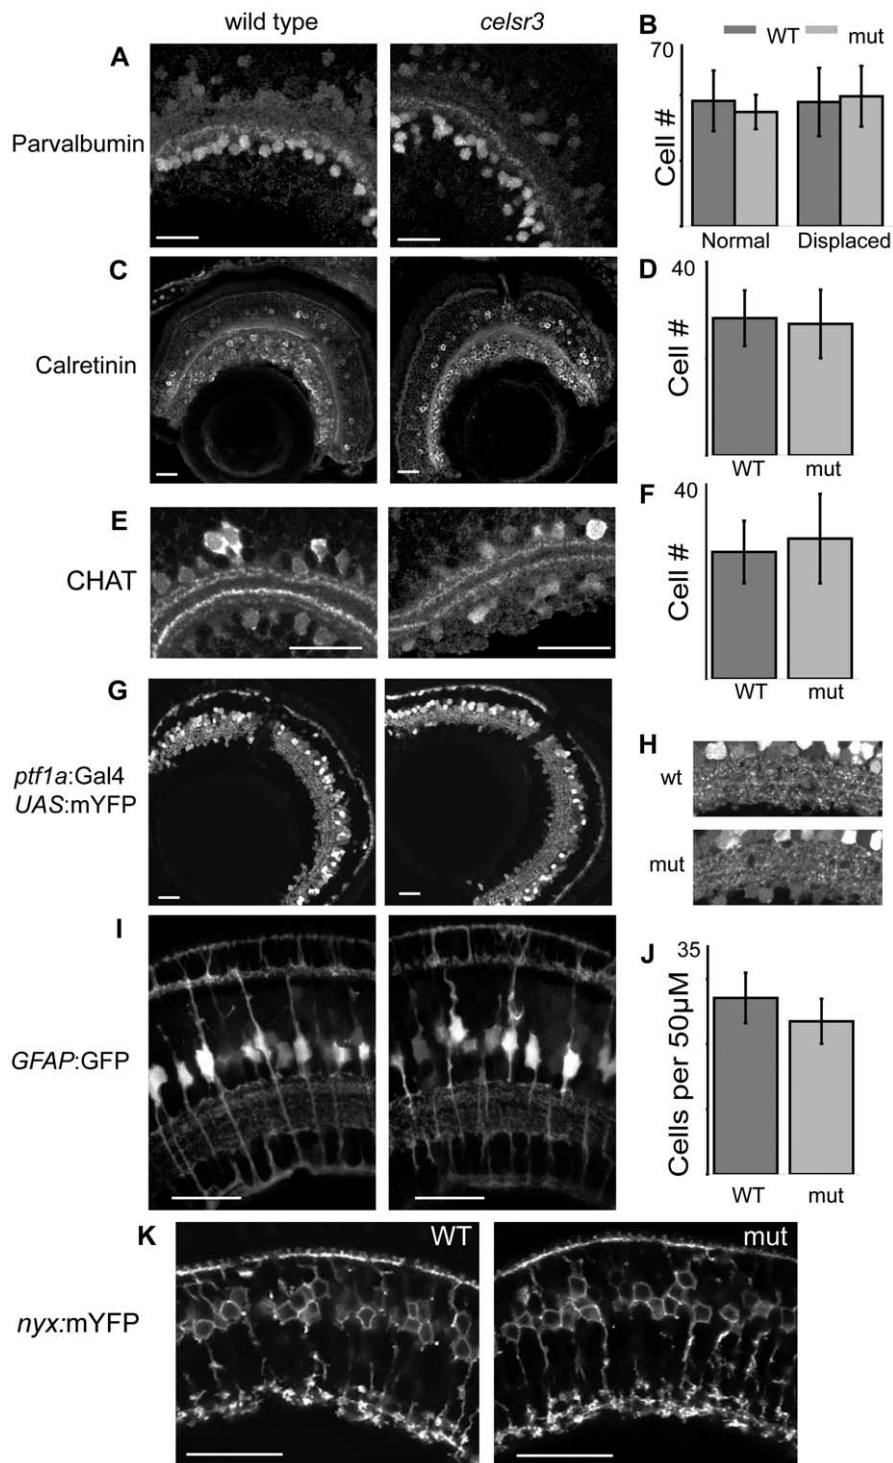 wild type
celsr3
A
Parvalbumin
B
WT
mut
70
Cell #
Normal
Displaced
C
Calretinin
D
40
Cell #
WT
mut
E
CHAT
F
40
Cell #
WT
mut
G
ptf1a:Gal4
UAS:mYFP
H
wt
mut
I
GFAP:GFP
J
35
Cells per 50µM
WT
mut
K
nyx:mYFP
WT
mut